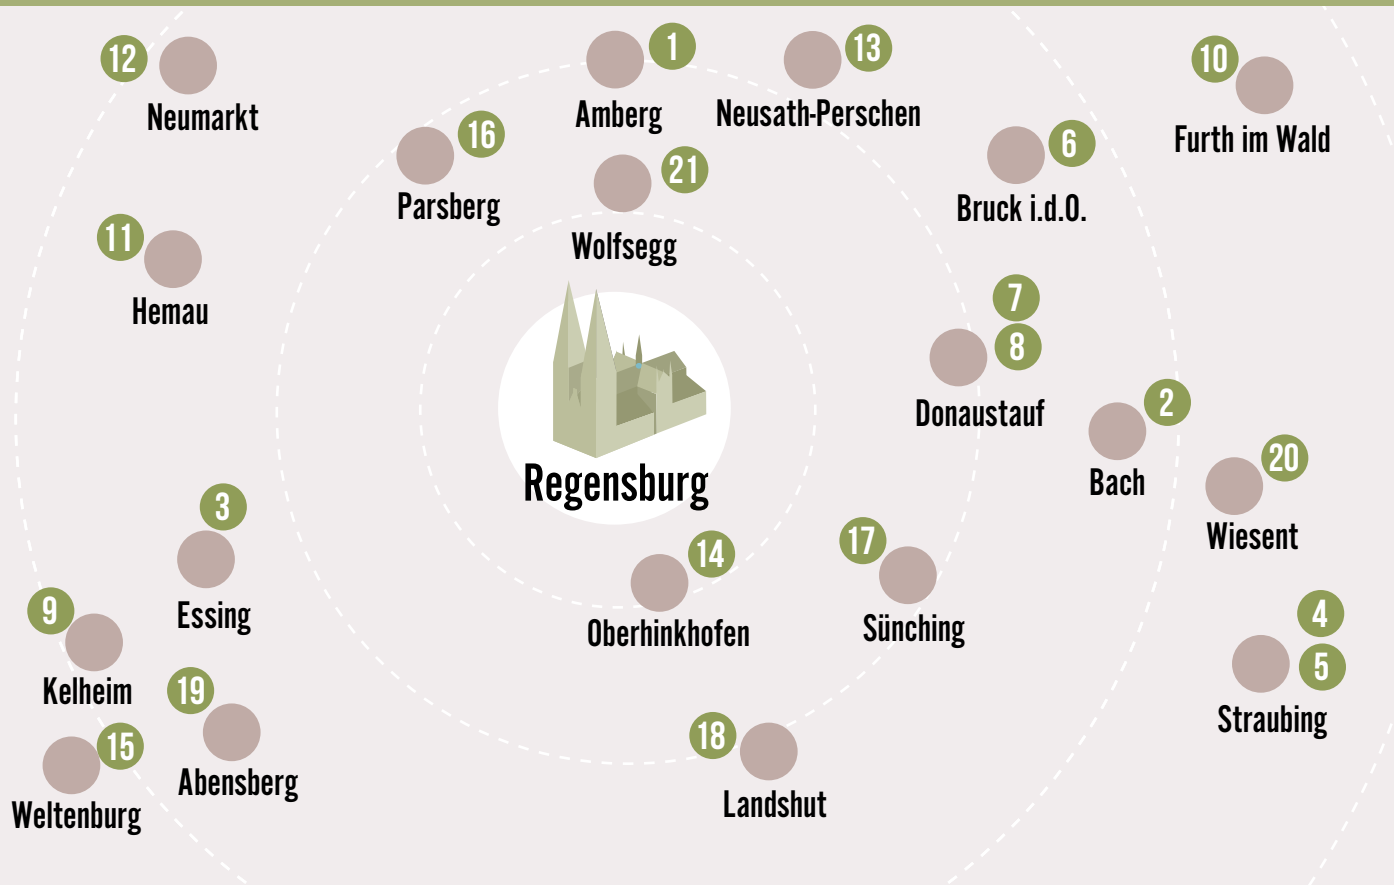 12
Neumarkt
1
Amberg
13
Neusath-Perschen
10
Furth im Wald
16
Parsberg
21
Wolfsegg
6
Bruck i.d.O.
11
Hemau
7
8
Donaustauf
2
Bach
20
Wiesent
Regensburg
3
Essing
14
Oberhinkhofen
17
Sünching
9
Kelheim
4
5
Straubing
19
Abensberg
15
Weltenburg
18
Landshut